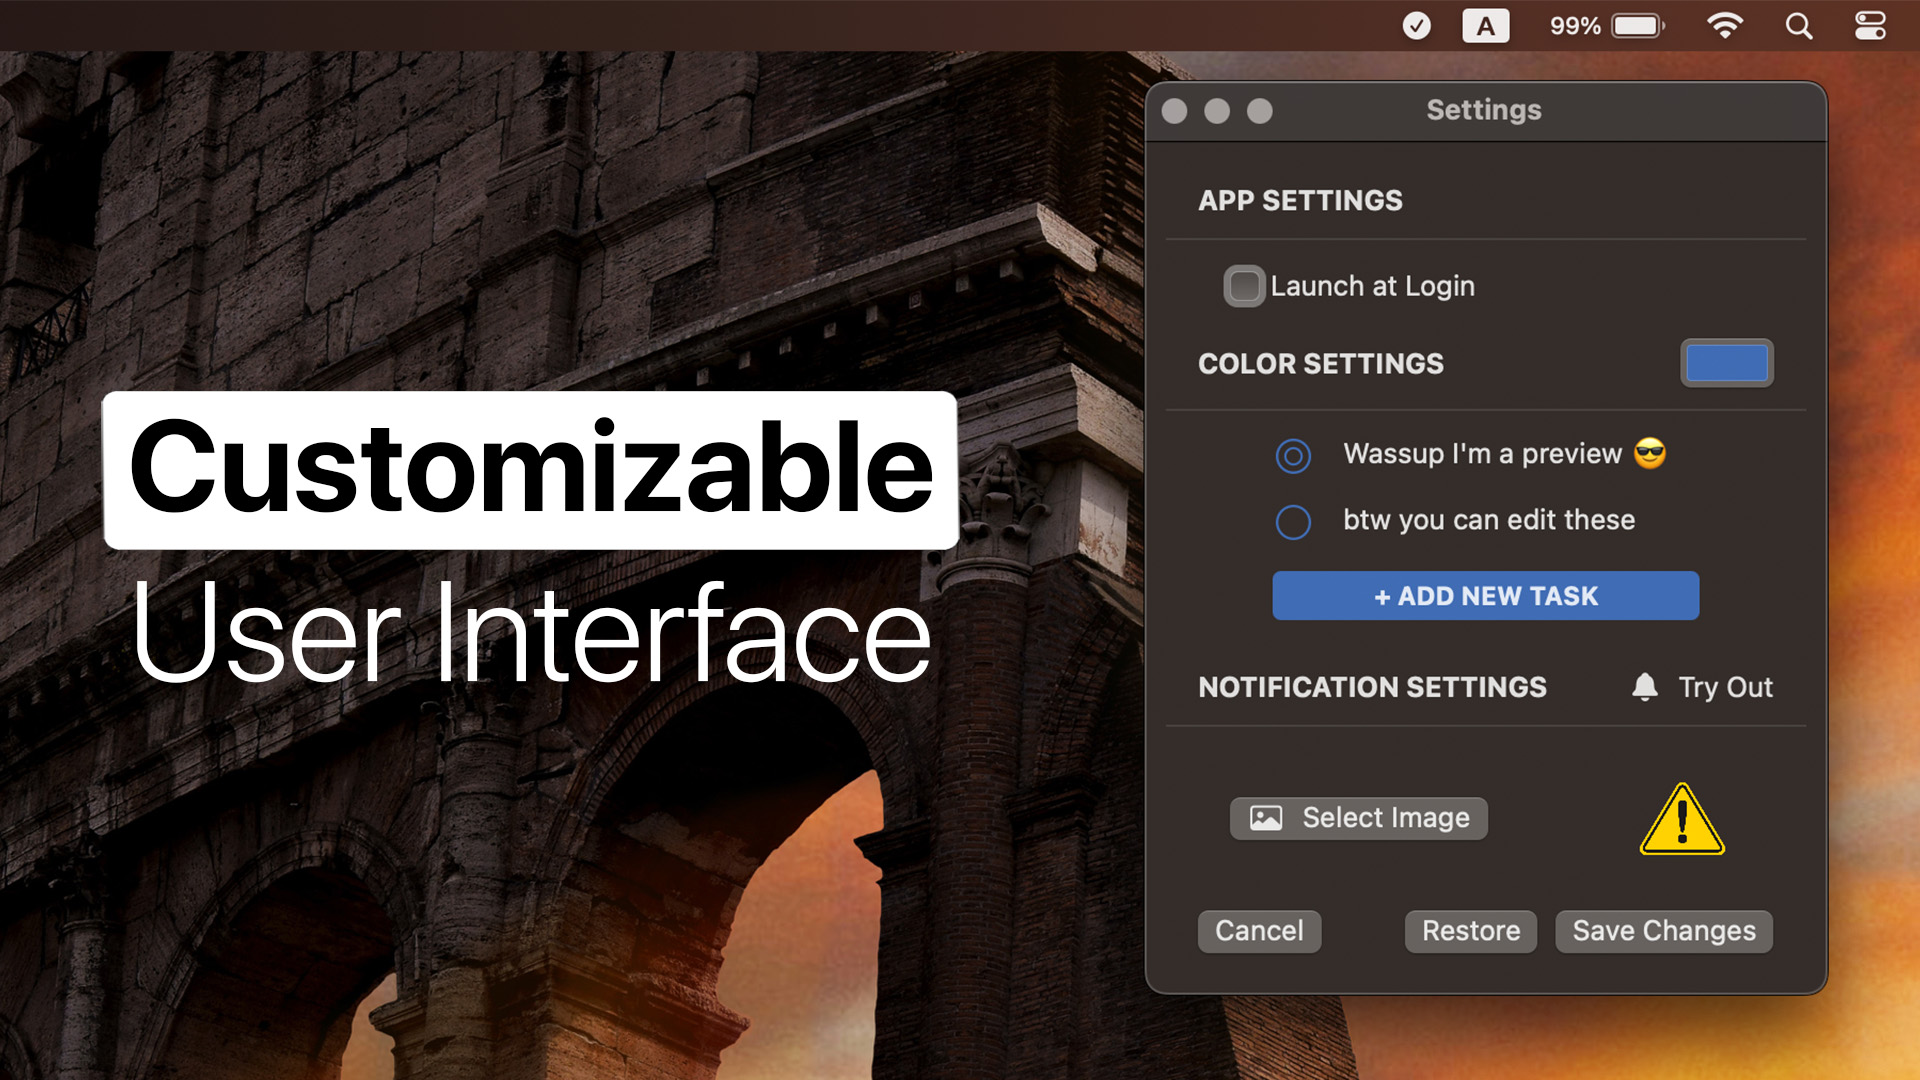 A
99%
Settings
APP SETTINGS
Launch at Login
COLOR SETTINGS
Customizable
User Interface
Wassup I'm a preview 😎
btw you can edit these
+ ADD NEW TASK
NOTIFICATION SETTINGS
Try Out
Select Image
Cancel
Restore
Save Changes